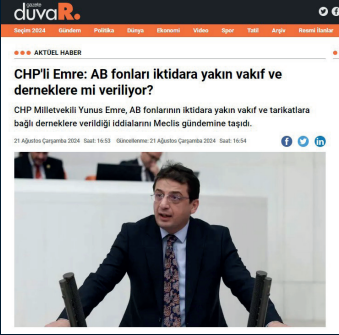 gazete
duvaR.
Seçim 2024 Gündem Politika Dünya Ekonomi Video Spor Tatil Arşiv Resmi ilanlar
AKTÜEL HABER
CHP'li Emre: AB fonları iktidara yakın vakıf ve
derneklere mi veriliyor?
CHP Milletvekili Yunus Emre, AB fonlarının iktidara yakın vakıf ve tarikatlara
bağlı derneklere verildiği iddialarını Meclis gündemine taşıdı.
21 Ağustos Çarşamba 2024 Saat: 16:53 Güncellenme: 21 Ağustos Çarşamba 2024 Saat: 16:54